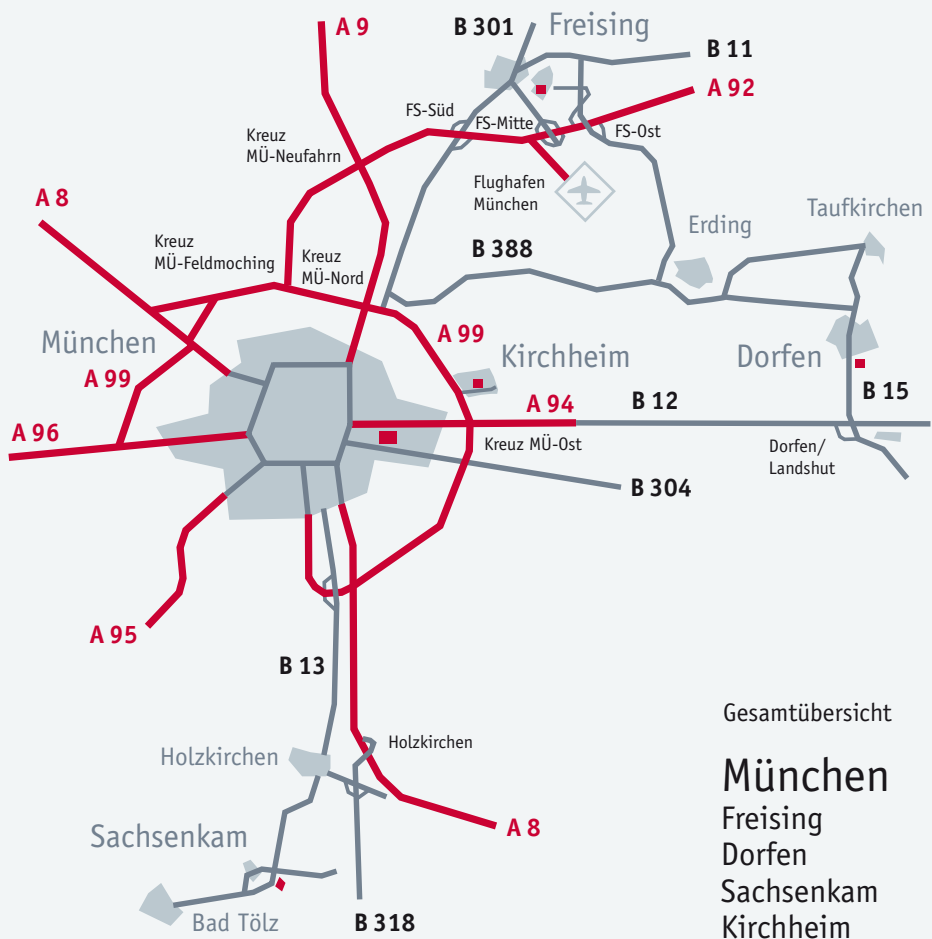 A 9
B 301
Freising
B 11
A 92
FS-Süd
FS-Mitte
FS-Ost
Kreuz
MÜ-Neufahrn
Flughafen
München
A 8
Taufkirchen
Erding
Kreuz
MÜ-Feldmoching
Kreuz
MÜ-Nord
B 388
München
A 99
A 99
Kirchheim
Dorfen
A 94
B 12
B 15
A 96
Kreuz MÜ-Ost
Dorfen/
Landshut
B 304
A 95
B 13
Holzkirchen
Holzkirchen
A 8
Sachsenkam
Bad Tölz
B 318
Gesamtübersicht
München
Freising
Dorfen
Sachsenkam
Kirchheim